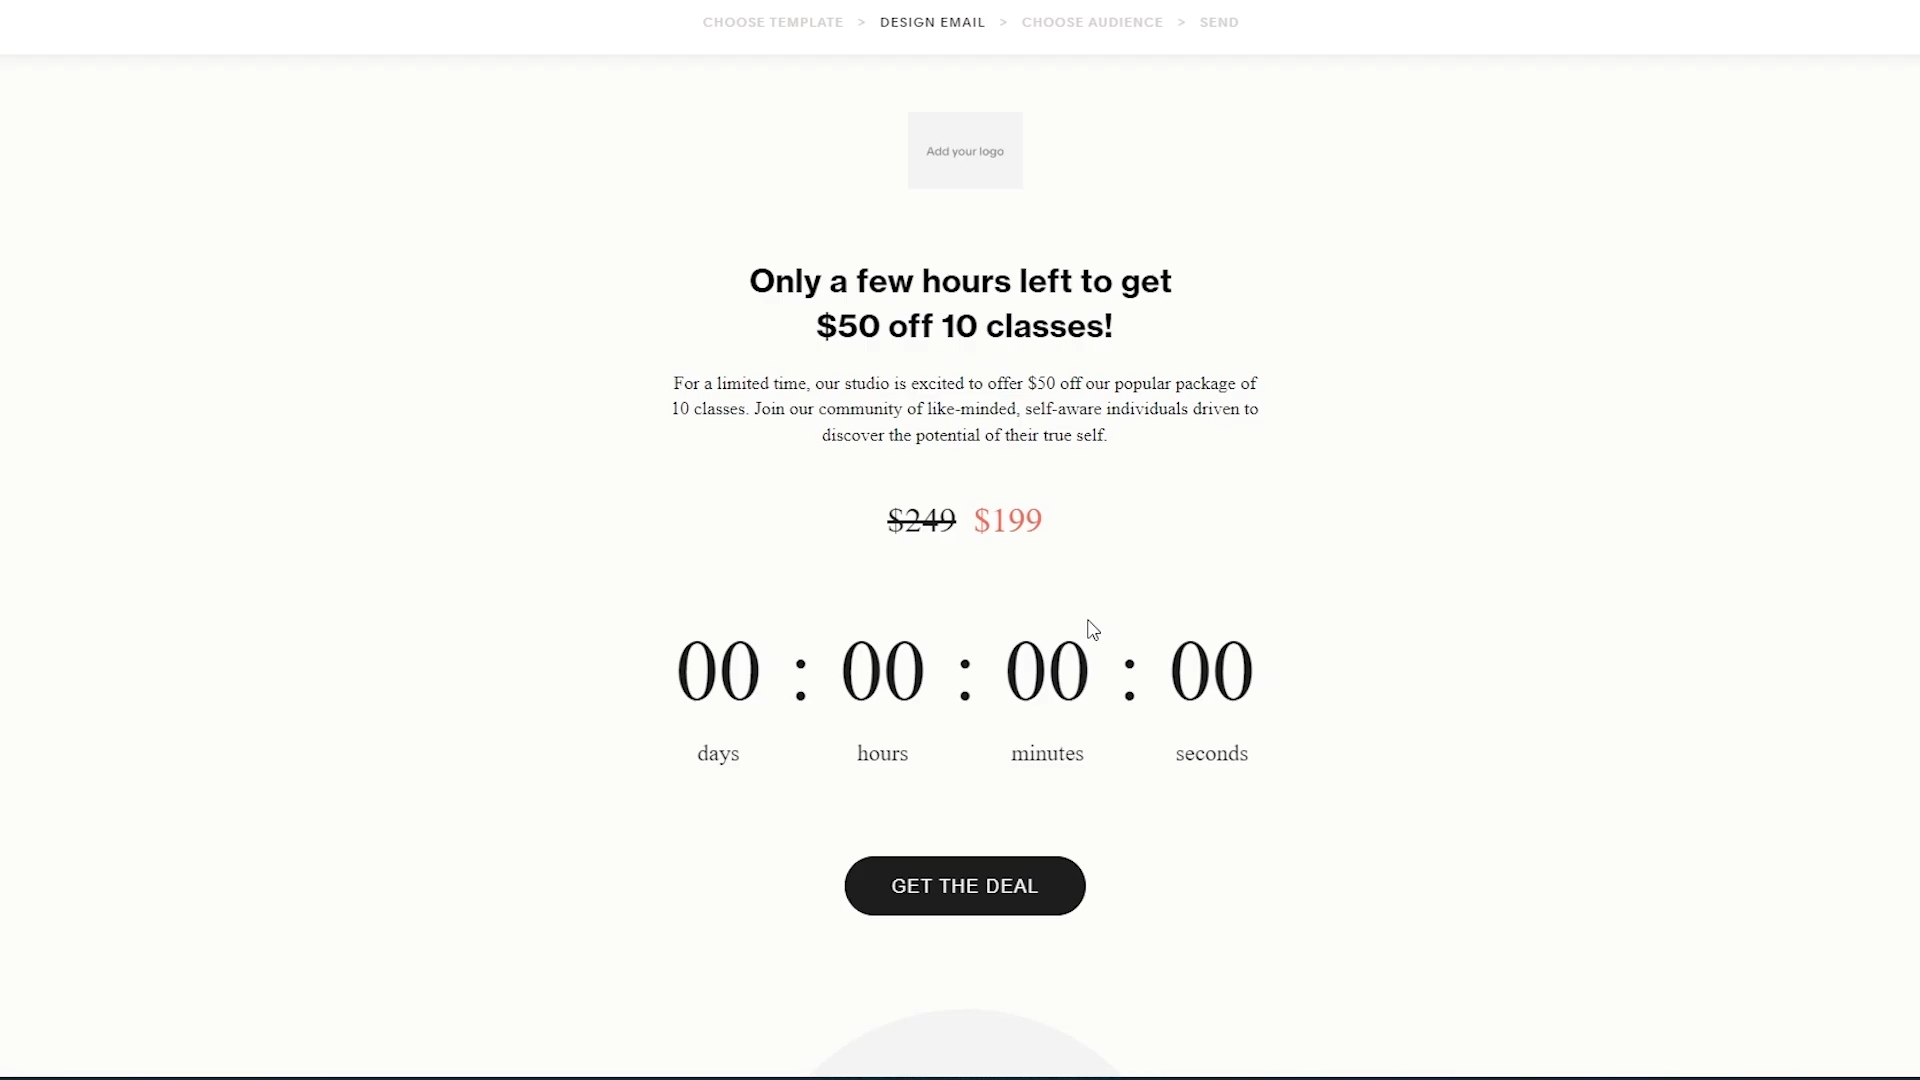 CHOOSE TEMPLATE > DESIGN EMAIL > CHOOSE AUDIENCE > SEND
Add your logo
Only a few hours left to get
$50 off 10 classes!
For a limited time, our studio is excited to offer $50 off our popular package of
10 classes. Join our community of like-minded, self-aware individuals driven to
discover the potential of their true self.
$249 $199
00 : 00 : 00 : 00
days hours minutes seconds
GET THE DEAL